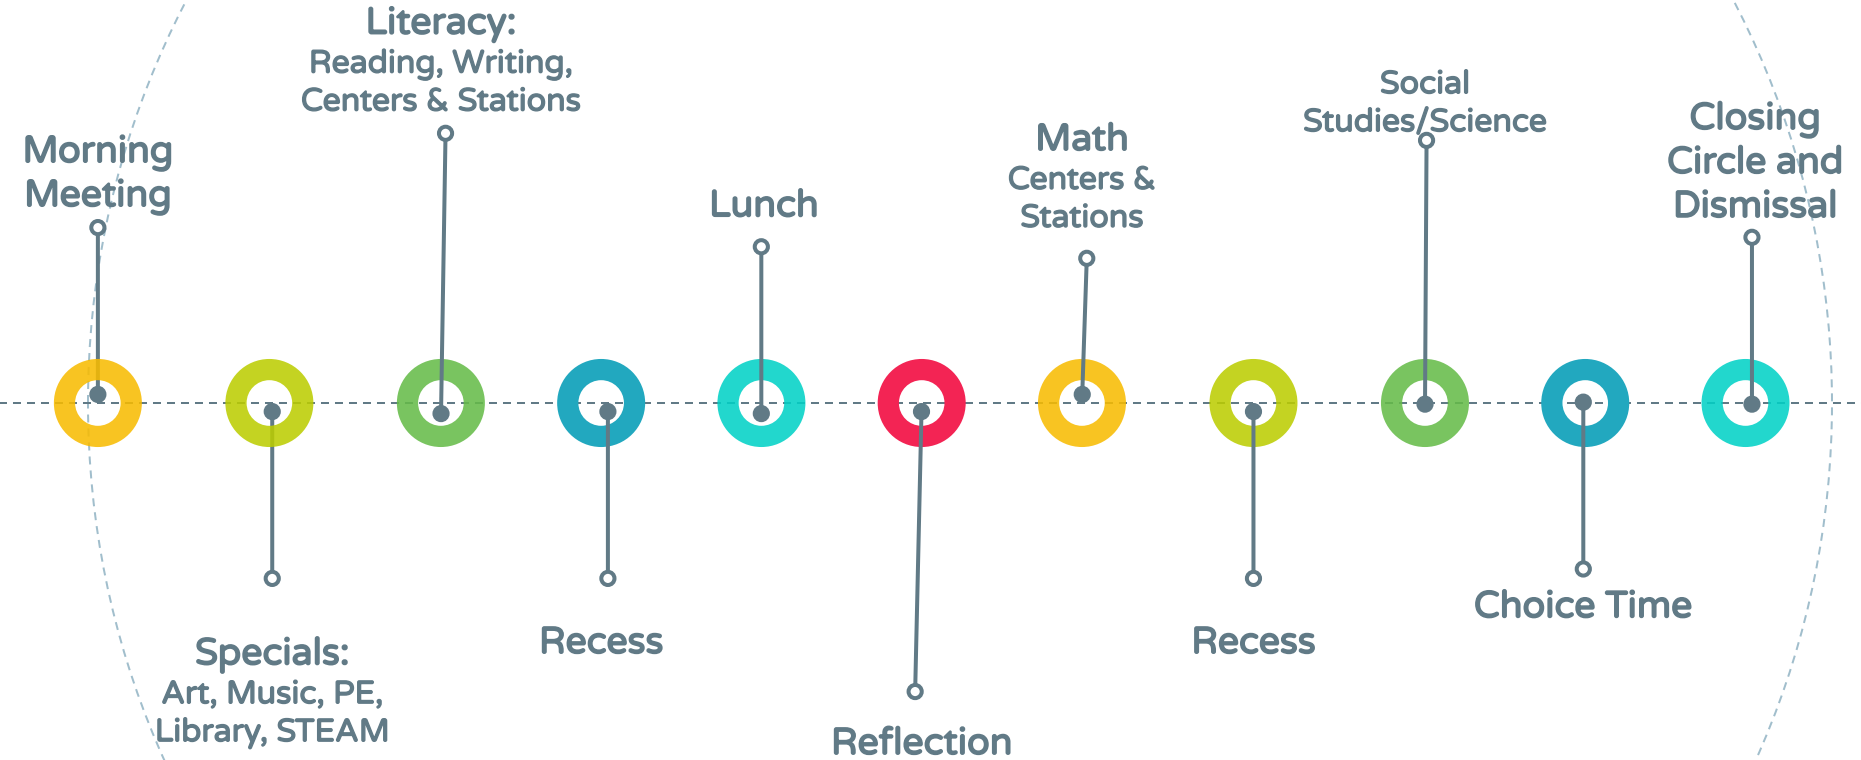 Morning
Meeting
Specials:
Art, Music, PE,
Library, STEAM
Literacy:
Reading, Writing,
Centers & Stations
Recess
Lunch
Reflection
Math
Centers &
Stations
Recess
Social
Studies/Science
Choice Time
Closing
Circle and
Dismissal